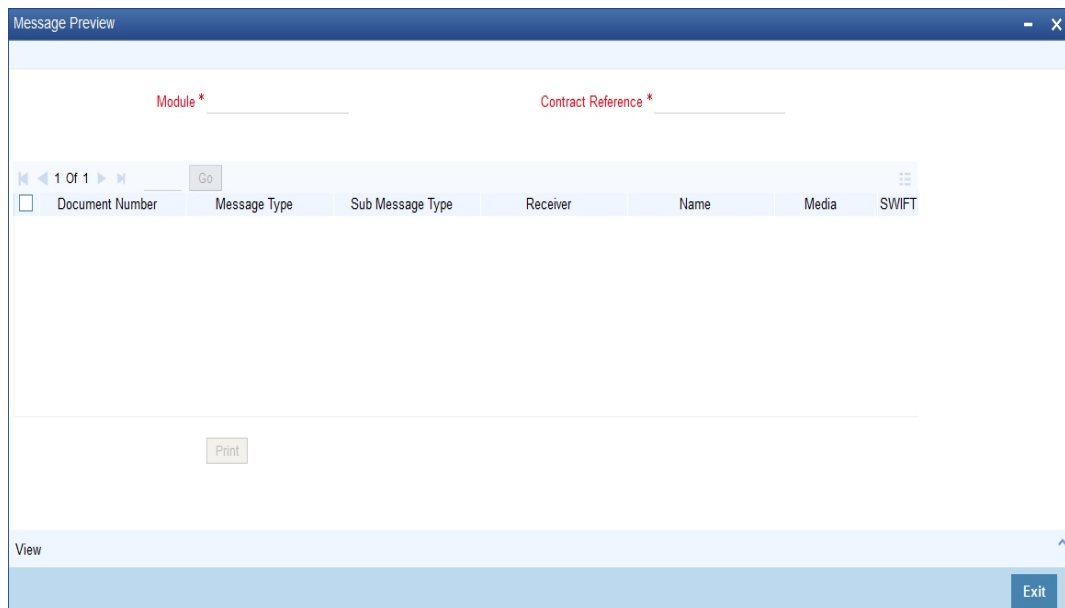 Message Preview
Module * Contract Reference *
1 Of 1 Go
Document Number Message Type Sub Message Type Receiver Name Media SWIFT
Print
View
Exit